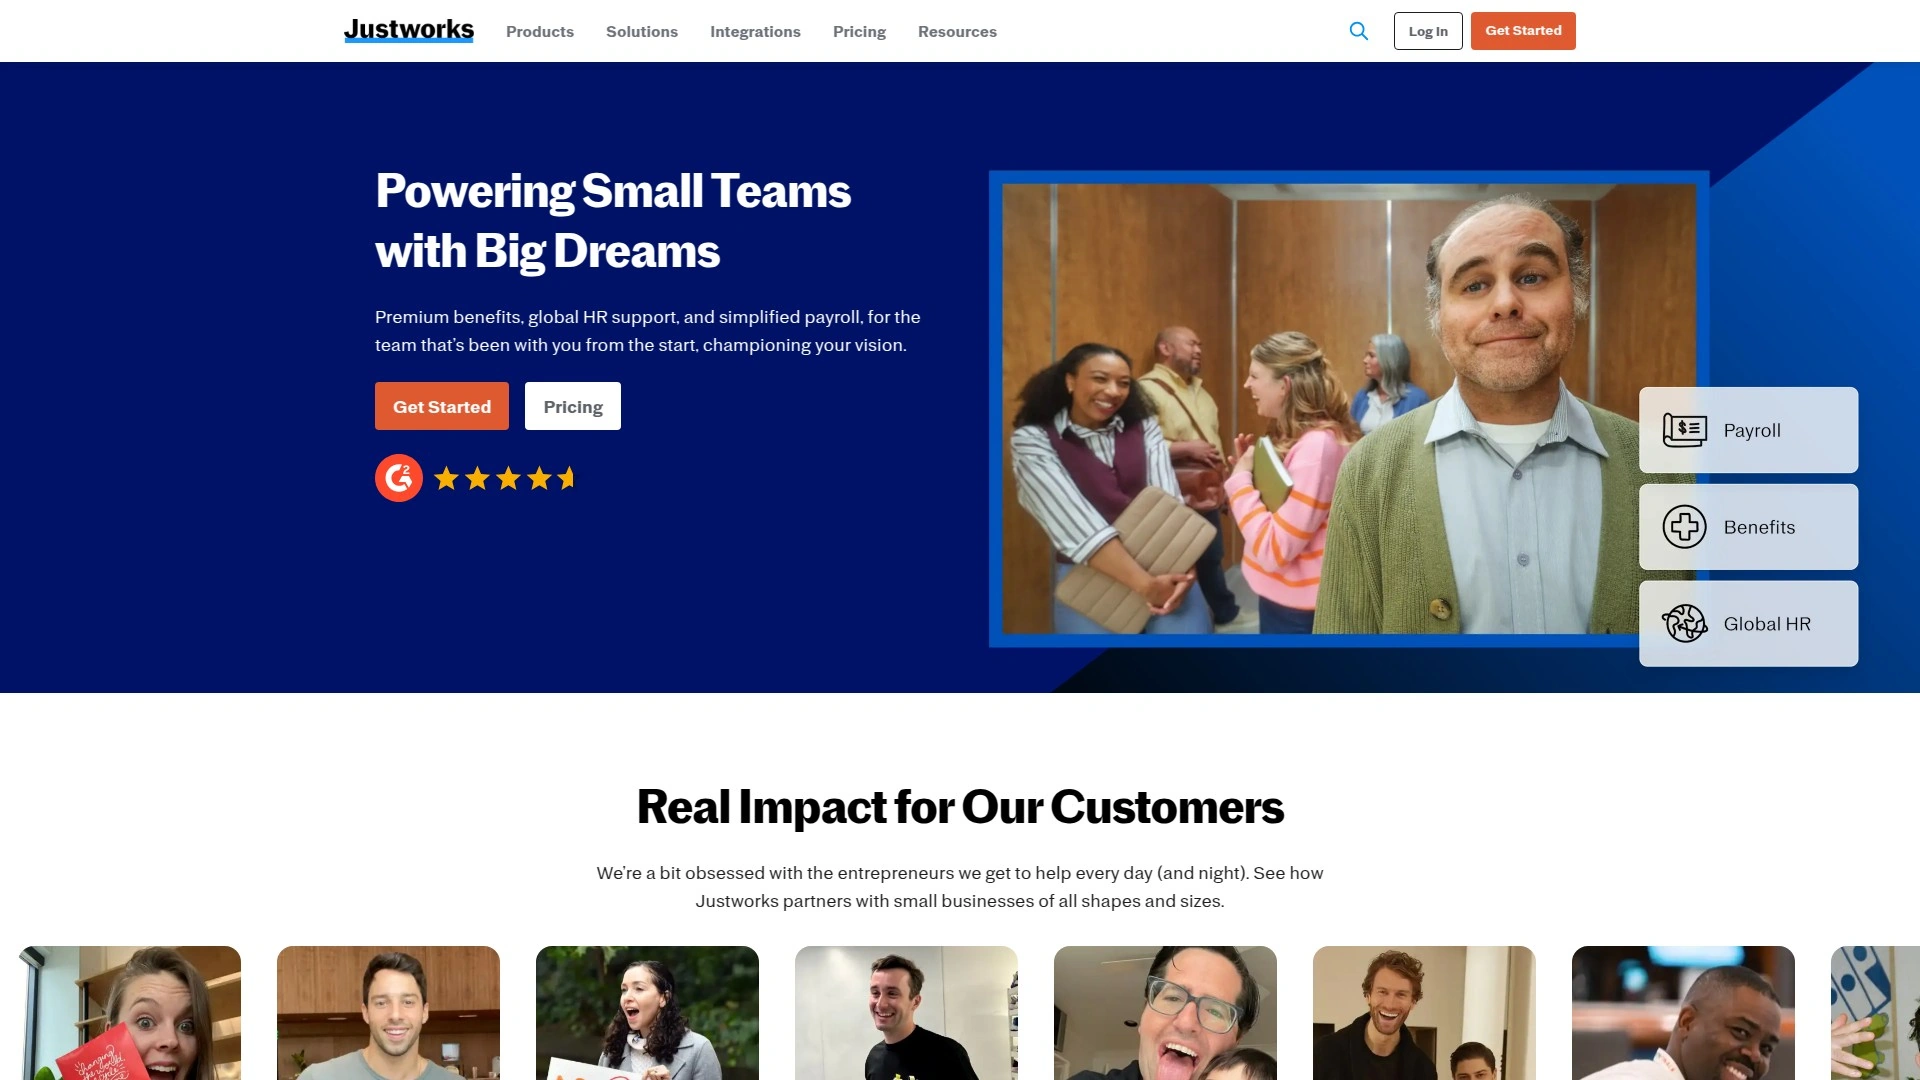 Justworks
Products
Solutions
Integrations
Pricing
Resources
Log In
Get Started
Powering Small Teams
with Big Dreams
Premium benefits, global HR support, and simplified payroll, for the
team that's been with you from the start, championing your vision.
Get Started
Pricing
G2
Payroll
Benefits
Global HR
Real Impact for Our Customers
We're a bit obsessed with the entrepreneurs we get to help every day (and night). See how
Justworks partners with small businesses of all shapes and sizes.
changing
the world